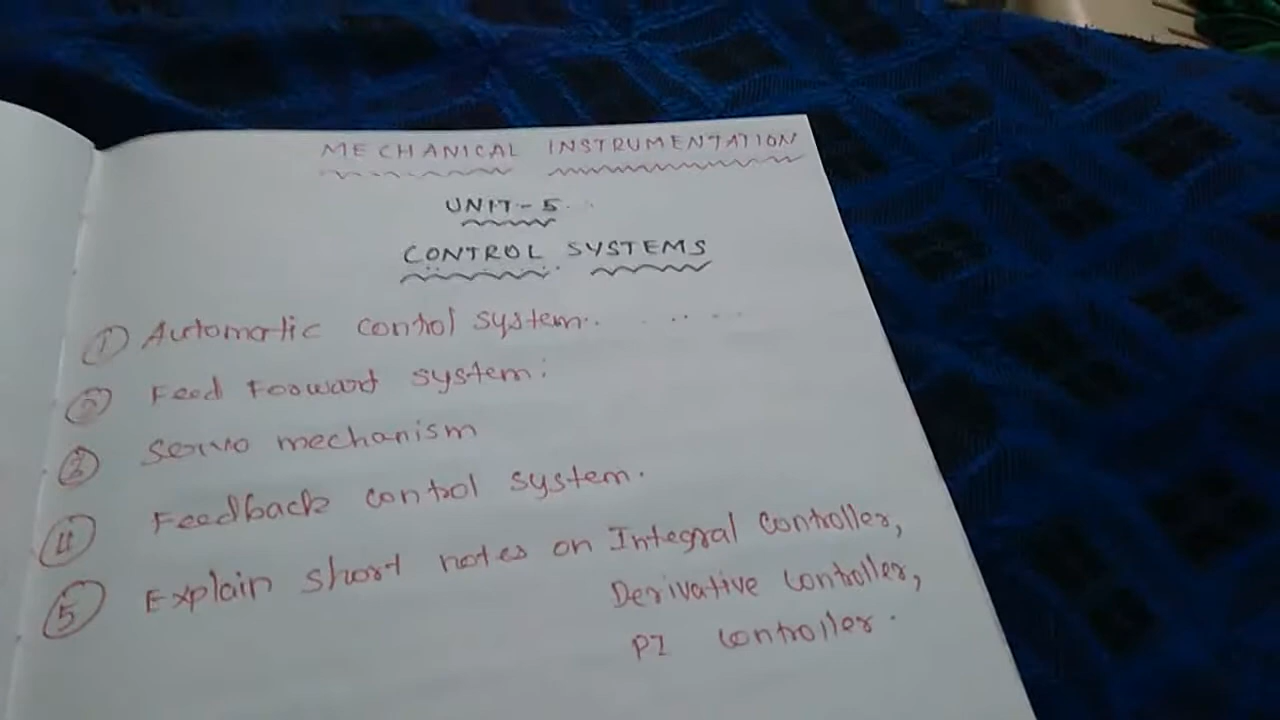 MECHANICAL INSTRUMENTATION
UNIT-5
CONTROL SYSTEMS
① Automatic control system.
② Feed Forward system:
③ Servo mechanism
④ Feedback control system.
⑤ Explain short notes on Integral Controller,
Derivative Controller,
PI Controller.